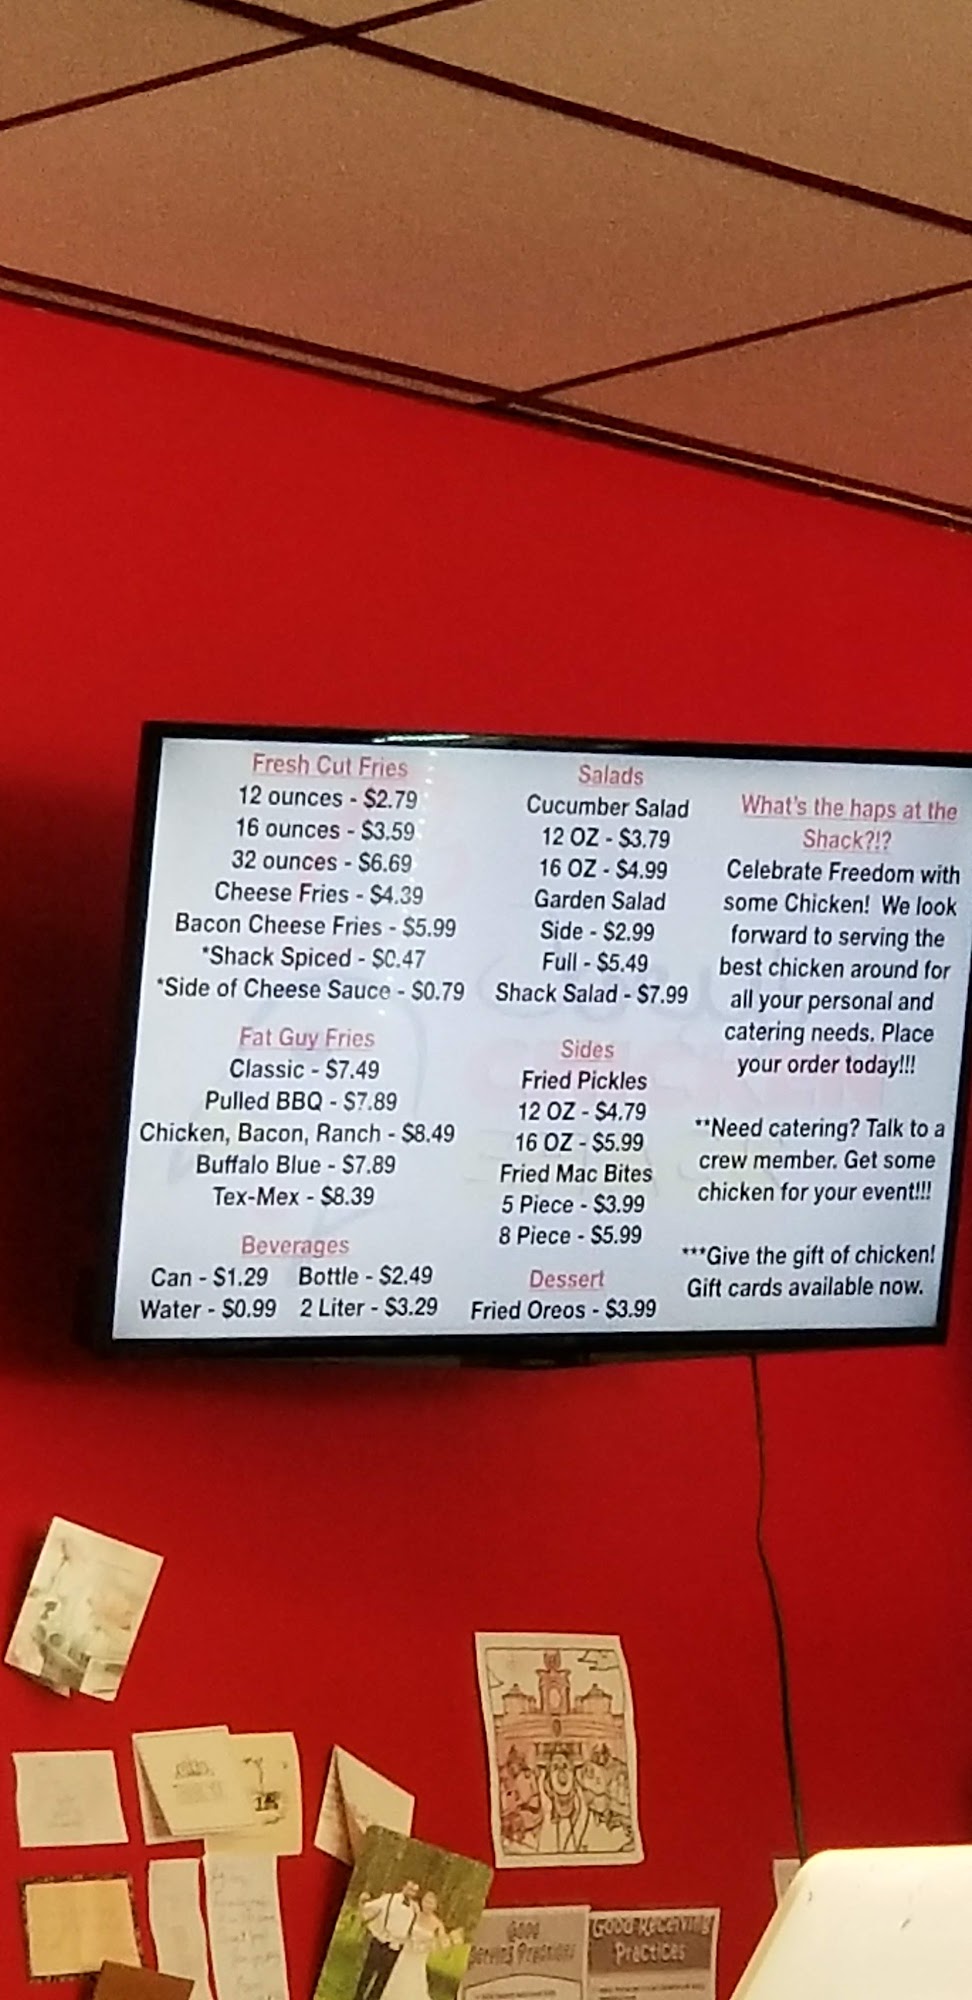 Fresh Cut Fries
12 ounces - $2.79
16 ounces - $3.59
32 ounces - $6.69
Cheese Fries - $4.39
Bacon Cheese Fries - $5.99
*Shack Spiced - $0.47
*Side of Cheese Sauce - $0.79
Fat Guy Fries
Classic - $7.49
Pulled BBQ - $7.89
Chicken, Bacon, Ranch - $8.49
Buffalo Blue - $7.89
Tex-Mex - $8.39
Beverages
Can - $1.29 Bottle - $2.49
Water - $0.99 2 Liter - $3.29
Salads
Cucumber Salad
12 OZ - $3.79
16 OZ - $4.99
Garden Salad
Side - $2.99
Full - $5.49
Shack Salad - $7.99
Sides
Fried Pickles
12 OZ - $4.79
16 OZ - $5.99
Fried Mac Bites
5 Piece - $3.99
8 Piece - $5.99
Dessert
Fried Oreos - $3.99
What's the haps at the
Shack?!?
Celebrate Freedom with
some Chicken! We look
forward to serving the
best chicken around for
all your personal and
catering needs. Place
your order today!!!
**Need catering? Talk to a
crew member. Get some
chicken for your event!!!
***Give the gift of chicken!
Gift cards available now.
Good
Serving Practices
Good Receiving
Practices